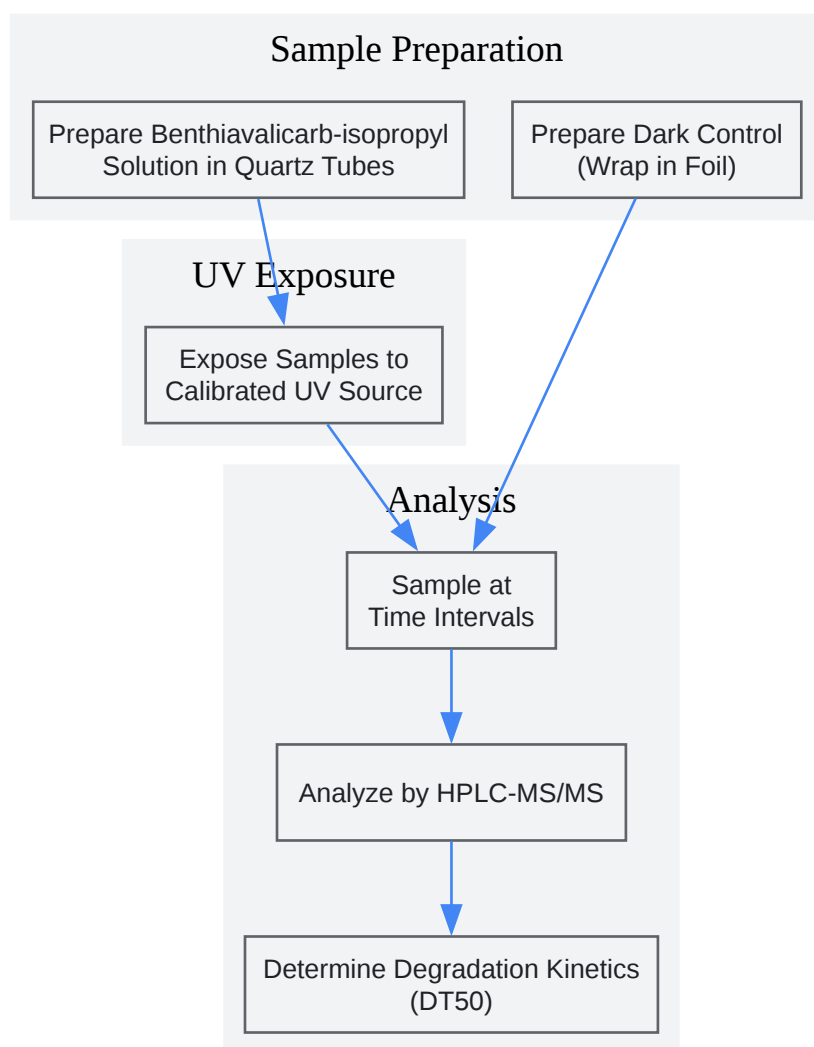 Sample Preparation
Prepare Benthiavalicarb-isopropyl
Solution in Quartz Tubes
Prepare Dark Control
(Wrap in Foil)
UV Exposure
Expose Samples to
Calibrated UV Source
Analysis
Sample at
Time Intervals
Analyze by HPLC-MS/MS
Determine Degradation Kinetics
(DT50)